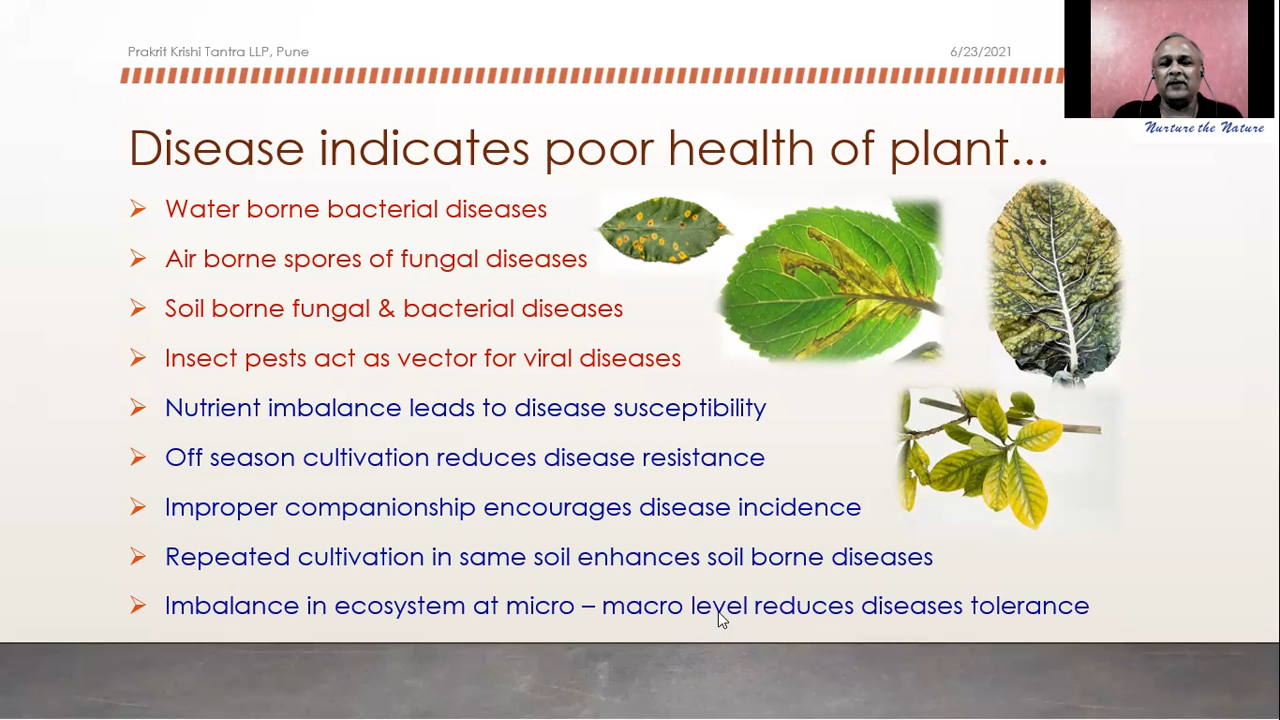 Prakrit Krishi Tantra LLP, Pune
6/23/2021
Nurture the Nature
Disease indicates poor health of plant...
Water borne bacterial diseases
Air borne spores of fungal diseases
Soil borne fungal & bacterial diseases
Insect pests act as vector for viral diseases
Nutrient imbalance leads to disease susceptibility
Off season cultivation reduces disease resistance
Improper companionship encourages disease incidence
Repeated cultivation in same soil enhances soil borne diseases
Imbalance in ecosystem at micro – macro level reduces diseases tolerance